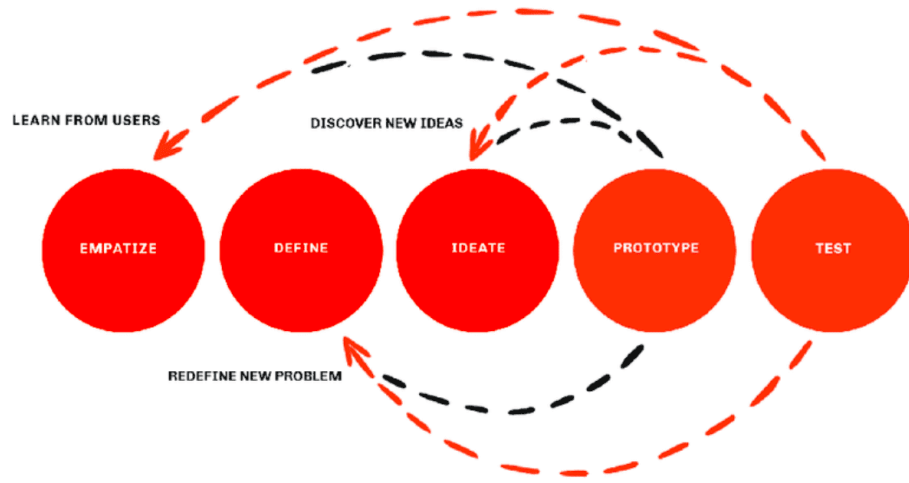 LEARN FROM USERS
DISCOVER NEW IDEAS
EMPATIZE
DEFINE
IDEATE
PROTOTYPE
TEST
REDEFINE NEW PROBLEM